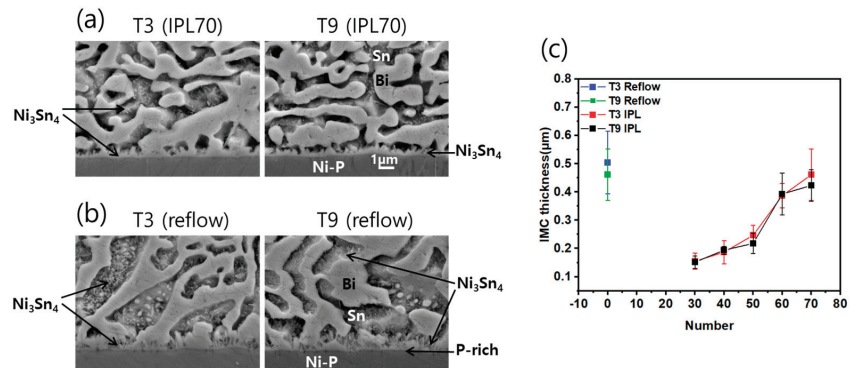 (a)
T3 (IPL70)
T9 (IPL70)
Sn
Bi
Ni₃Sn₄
Ni₃Sn₄
Ni-P
1μm
(b)
T3 (reflow)
T9 (reflow)
Ni₃Sn₄
Ni₃Sn₄
Bi
Sn
P-rich
Ni-P
(c)
T3 Reflow
T9 Reflow
T3 IPL
T9 IPL
IMC thickness(μm)
0.8
0.7
0.6
0.5
0.4
0.3
0.2
0.1
-10 0 10 20 30 40 50 60 70 80
Number